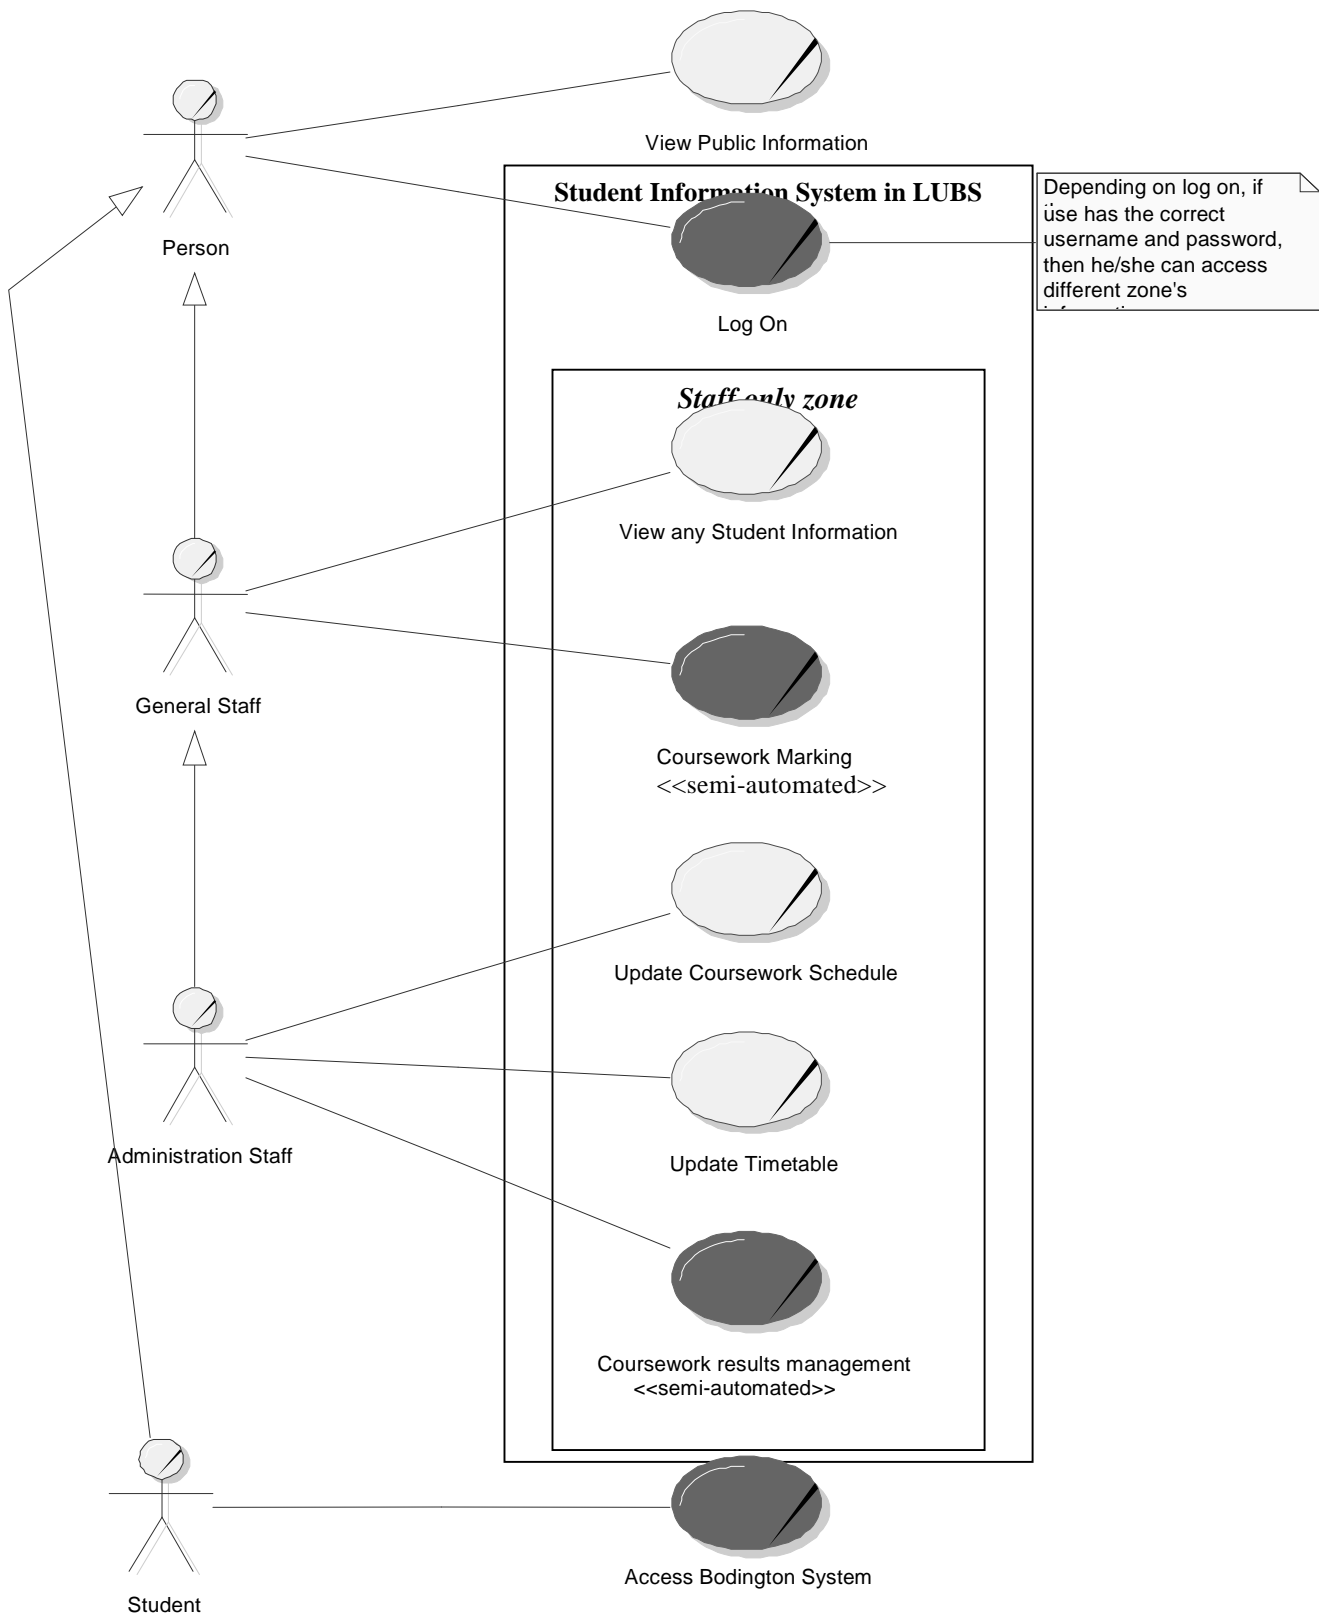 View Public Information
Student Information System in LUBS
Depending on log on, if
use has the correct
username and password,
then he/she can access
different zone's
Person
Log On
Staff only zone
View any Student Information
General Staff
Coursework Marking
<<semi-automated>>
Update Coursework Schedule
Administration Staff
Update Timetable
Coursework results management
<<semi-automated>>
Access Bodington System
Student